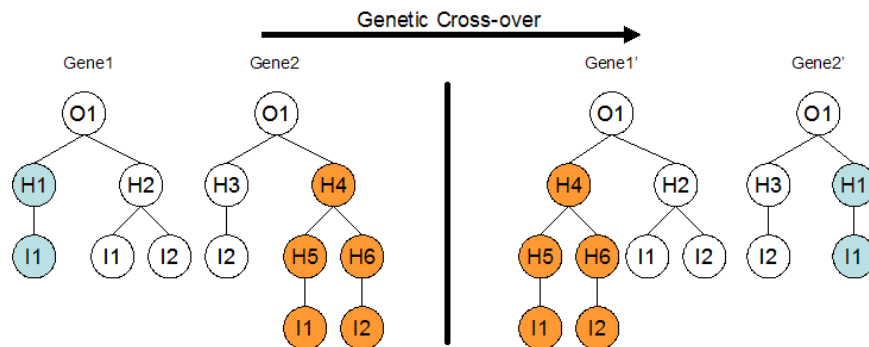 Genetic Cross-over
Gene1 Gene2 Gene1’ Gene2’
O1 O1 O1 O1
H1 H2 H3 H4 H4 H2 H3 H1
I1 I1 I2 I2 H5 H6 H5 H6 I1 I2 I2 I1
I1 I2 I1 I2